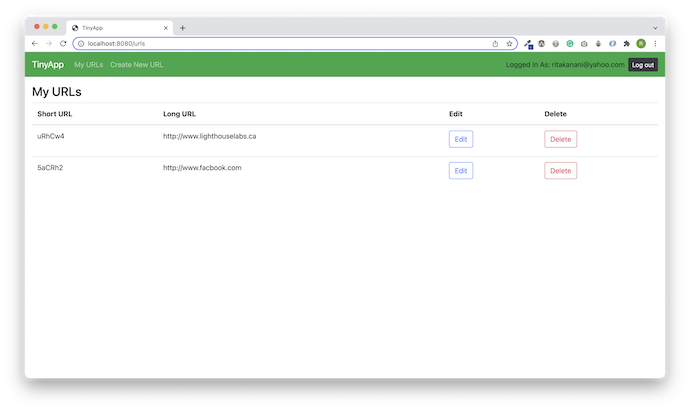 TinyApp
localhost:8080/urls
TinyApp My URLs Create New URL Logged In As: ritakanani@yahoo.com Log out
My URLs
Short URL Long URL Edit Delete
uRhCw4 http://www.lighthouselabs.ca Edit Delete
5aCRh2 http://www.facbook.com Edit Delete